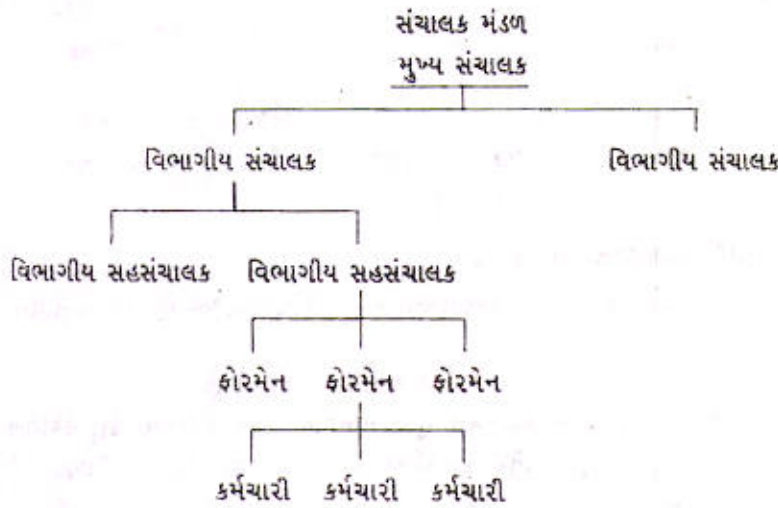 સંચાલક મંડળ
મુખ્ય સંચાલક
વિભાગીય સંચાલક વિભાગીય સંચાલક
વિભાગીય સહસંચાલક વિભાગીય સહસંચાલક
ફોરમેન ફોરમેન ફોરમેન
કર્મચારી કર્મચારી કર્મચારી